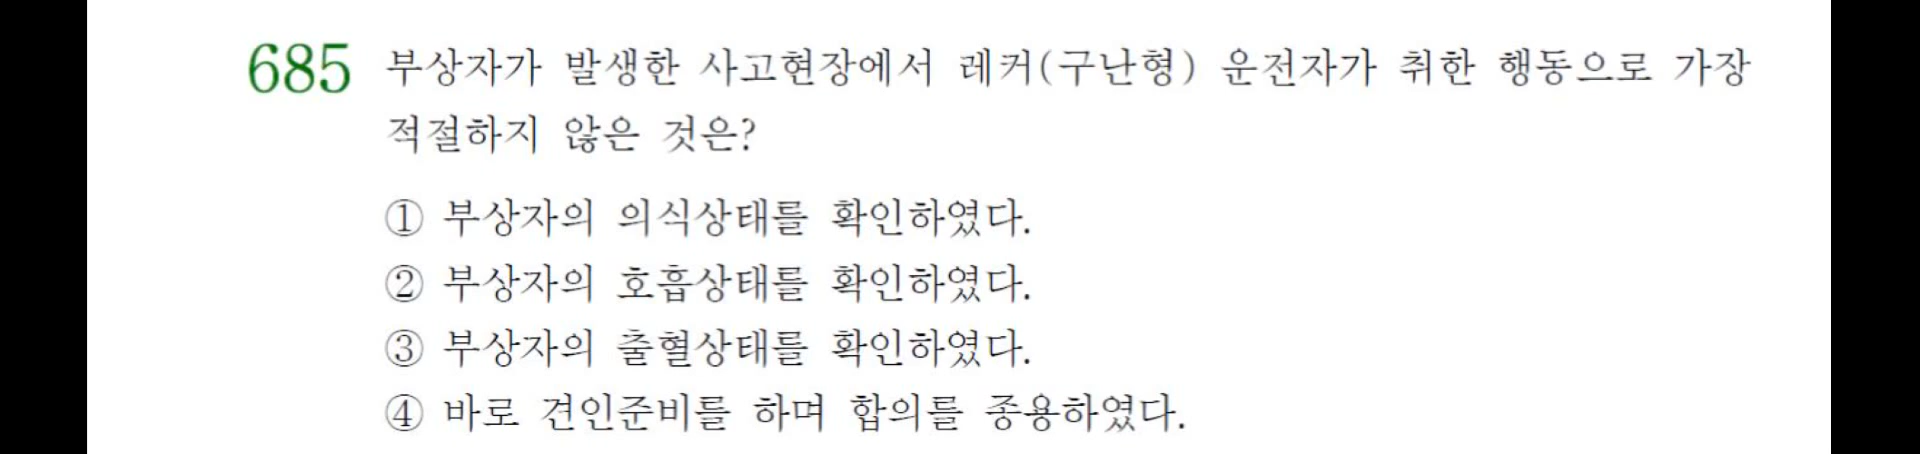 685 부상자가 발생한 사고현장에서 레커(구난형) 운전자가 취한 행동으로 가장
적절하지 않은 것은?
① 부상자의 의식상태를 확인하였다.
② 부상자의 호흡상태를 확인하였다.
③ 부상자의 출혈상태를 확인하였다.
④ 바로 견인준비를 하며 합의를 종용하였다.